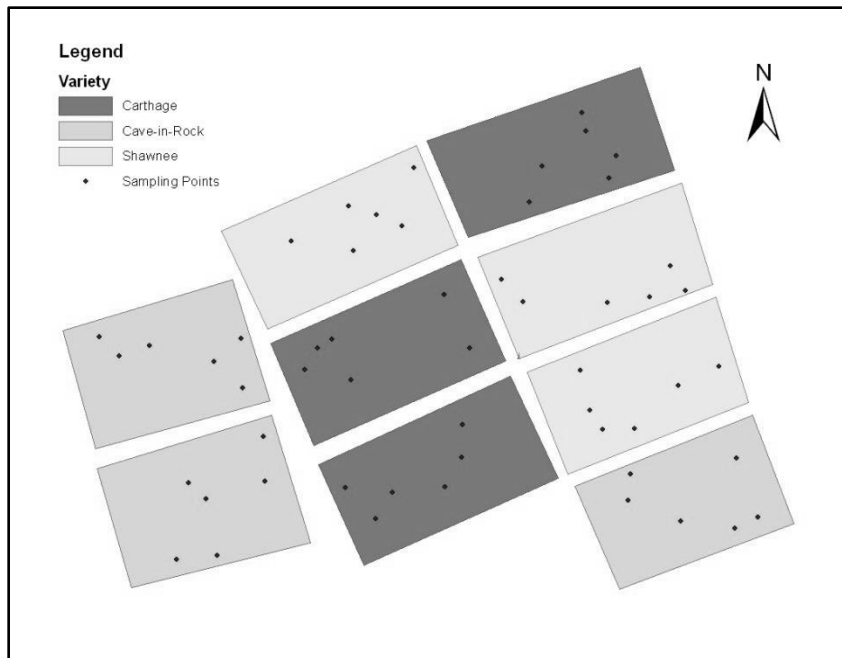 Legend
Variety
Carthage
Cave-in-Rock
Shawnee
Sampling Points
N